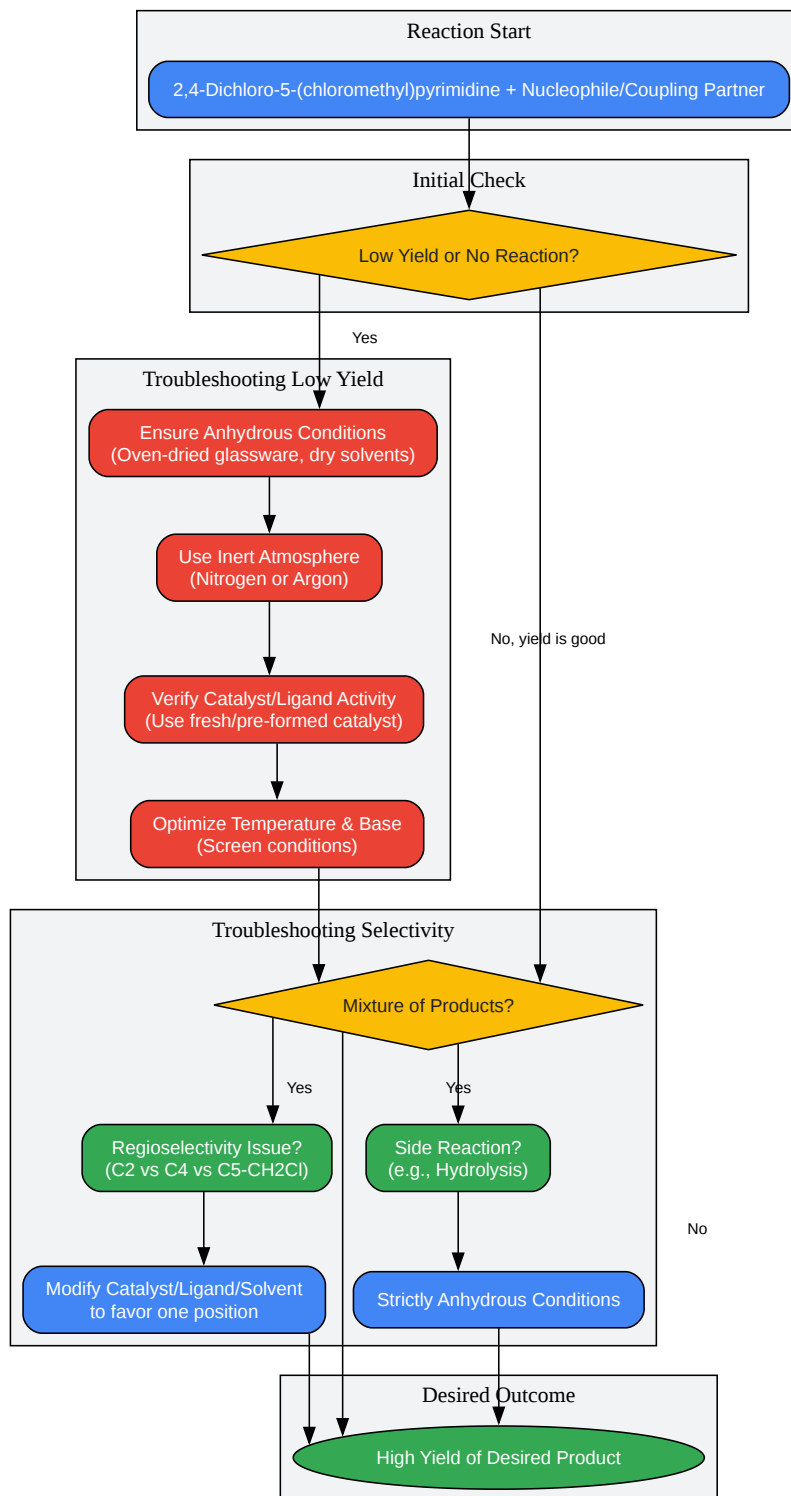 Reaction Start
2,4-Dichloro-5-(chloromethyl)pyrimidine + Nucleophile/Coupling Partner
Initial Check
Low Yield or No Reaction?
Yes
Troubleshooting Low Yield
Ensure Anhydrous Conditions
(Oven-dried glassware, dry solvents)
Use Inert Atmosphere
(Nitrogen or Argon)
No, yield is good
Verify Catalyst/Ligand Activity
(Use fresh/pre-formed catalyst)
Optimize Temperature & Base
(Screen conditions)
Troubleshooting Selectivity
Mixture of Products?
Yes
Yes
Regioselectivity Issue?
(C2 vs C4 vs C5-CH2Cl)
Side Reaction?
(e.g., Hydrolysis)
No
Modify Catalyst/Ligand/Solvent
to favor one position
Strictly Anhydrous Conditions
Desired Outcome
High Yield of Desired Product